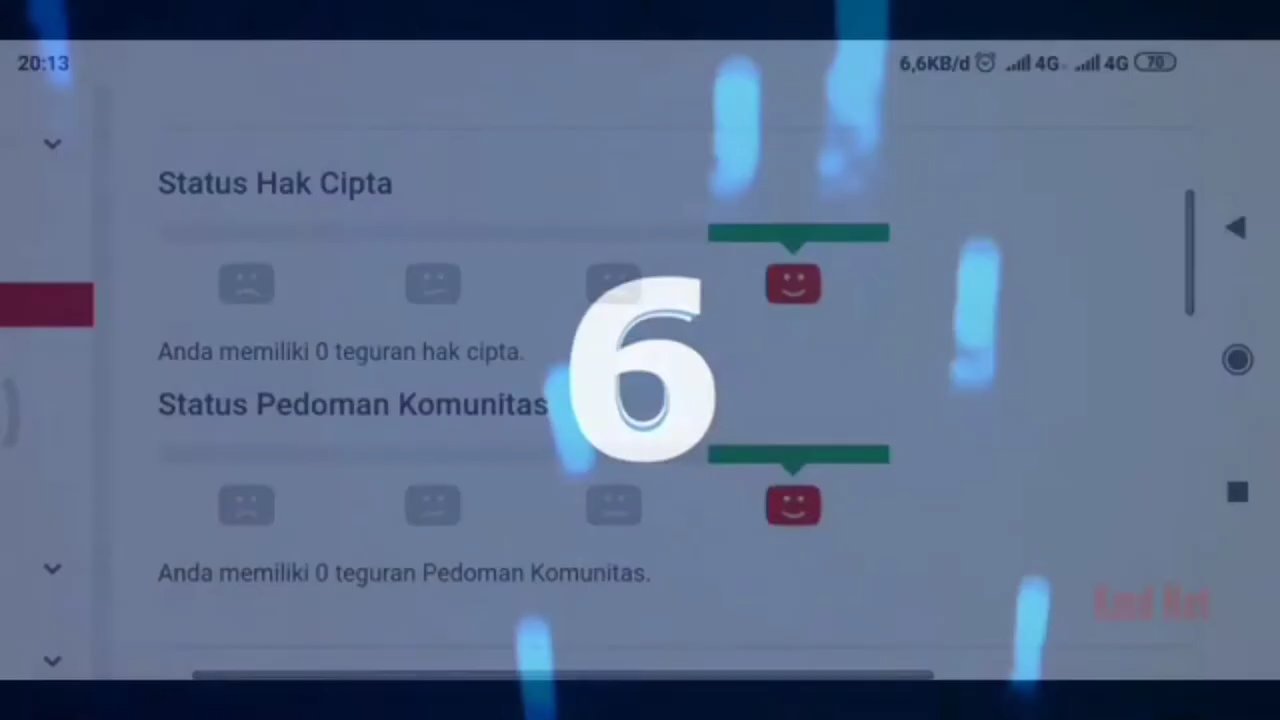 20:13
6,6KB/d 4G 4G 70
Status Hak Cipta
Anda memiliki 0 teguran hak cipta.
6
Status Pedoman Komunitas
Anda memiliki 0 teguran Pedoman Komunitas.